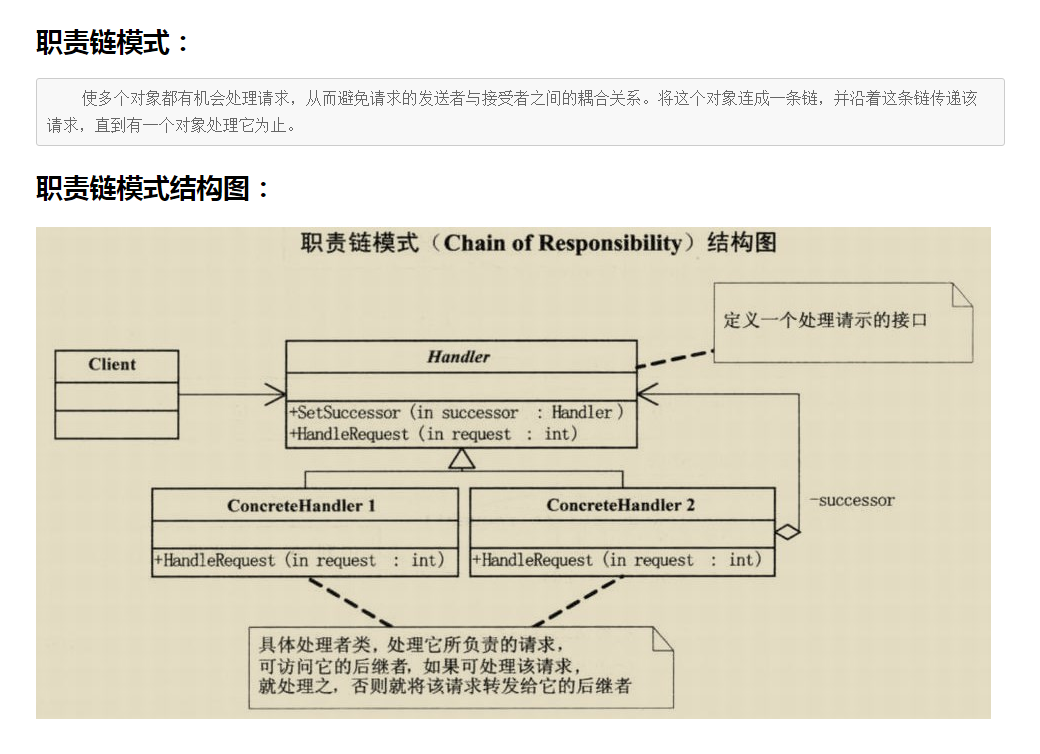 职责链模式：
使多个对象都有机会处理请求，从而避免请求的发送者与接受者之间的耦合关系。将这个对象连成一条链，并沿着这条链传递该
请求，直到有一个对象处理它为止。
职责链模式结构图：
职责链模式（Chain of Responsibility）结构图
定义一个处理请示的接口
Client
Handler
+SetSuccessor (in successor : Handler)
+HandleRequest (in request : int)
ConcreteHandler 1
+HandleRequest (in request : int)
ConcreteHandler 2
+HandleRequest (in request : int)
-successor
具体处理者类，处理它所负责的请求，
可访问它的后继者，如果可处理该请求，
就处理之，否则就将该请求转发给它的后继者